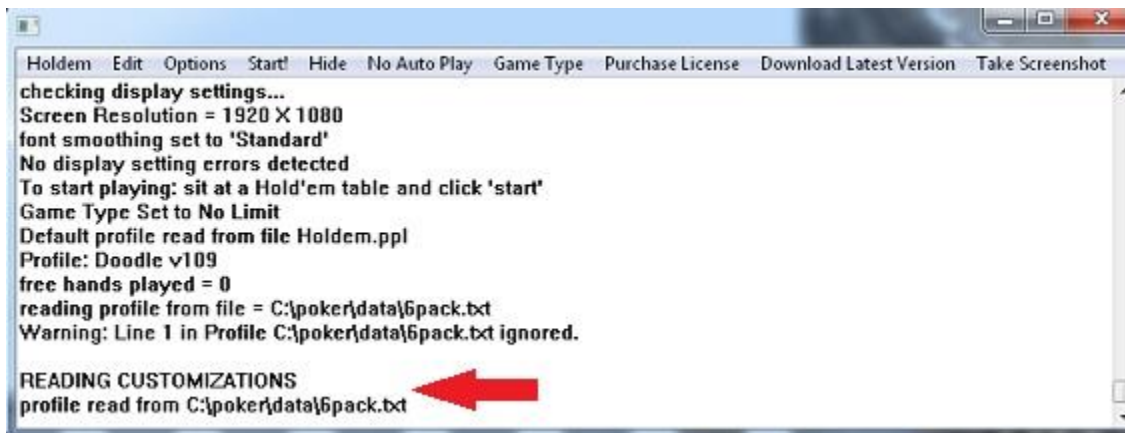 Holdem Edit Options Start! Hide No Auto Play Game Type Purchase License Download Latest Version Take Screenshot
checking display settings...
Screen Resolution = 1920 X 1080
font smoothing set to 'Standard'
No display setting errors detected
To start playing: sit at a Hold'em table and click 'start'
Game Type Set to No Limit
Default profile read from file Holdem.ppl
Profile: Doodle v109
free hands played = 0
reading profile from file = C:\poker\data\6pack.txt
Warning: Line 1 in Profile C:\poker\data\6pack.txt ignored.
READING CUSTOMIZATIONS
profile read from C:\poker\data\6pack.txt